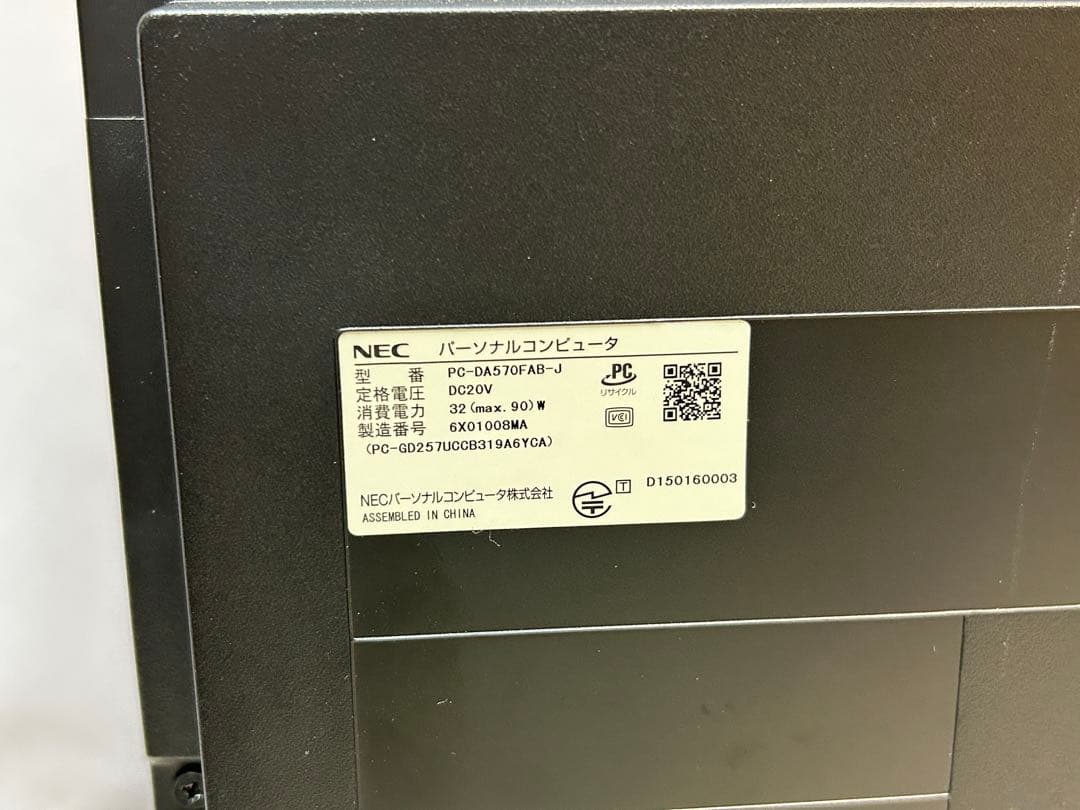 NEC パーソナルコンピュータ
型番 PC-DA570FAB-J
定格電圧 DC20V
消費電力 32(max.90)W
製造番号 6X01008MA
(PC-GD257UCCB319A6YCA)
PC
リサイクル
VCI
NECパーソナルコンピュータ株式会社
ASSEMBLED IN CHINA
T
D150160003